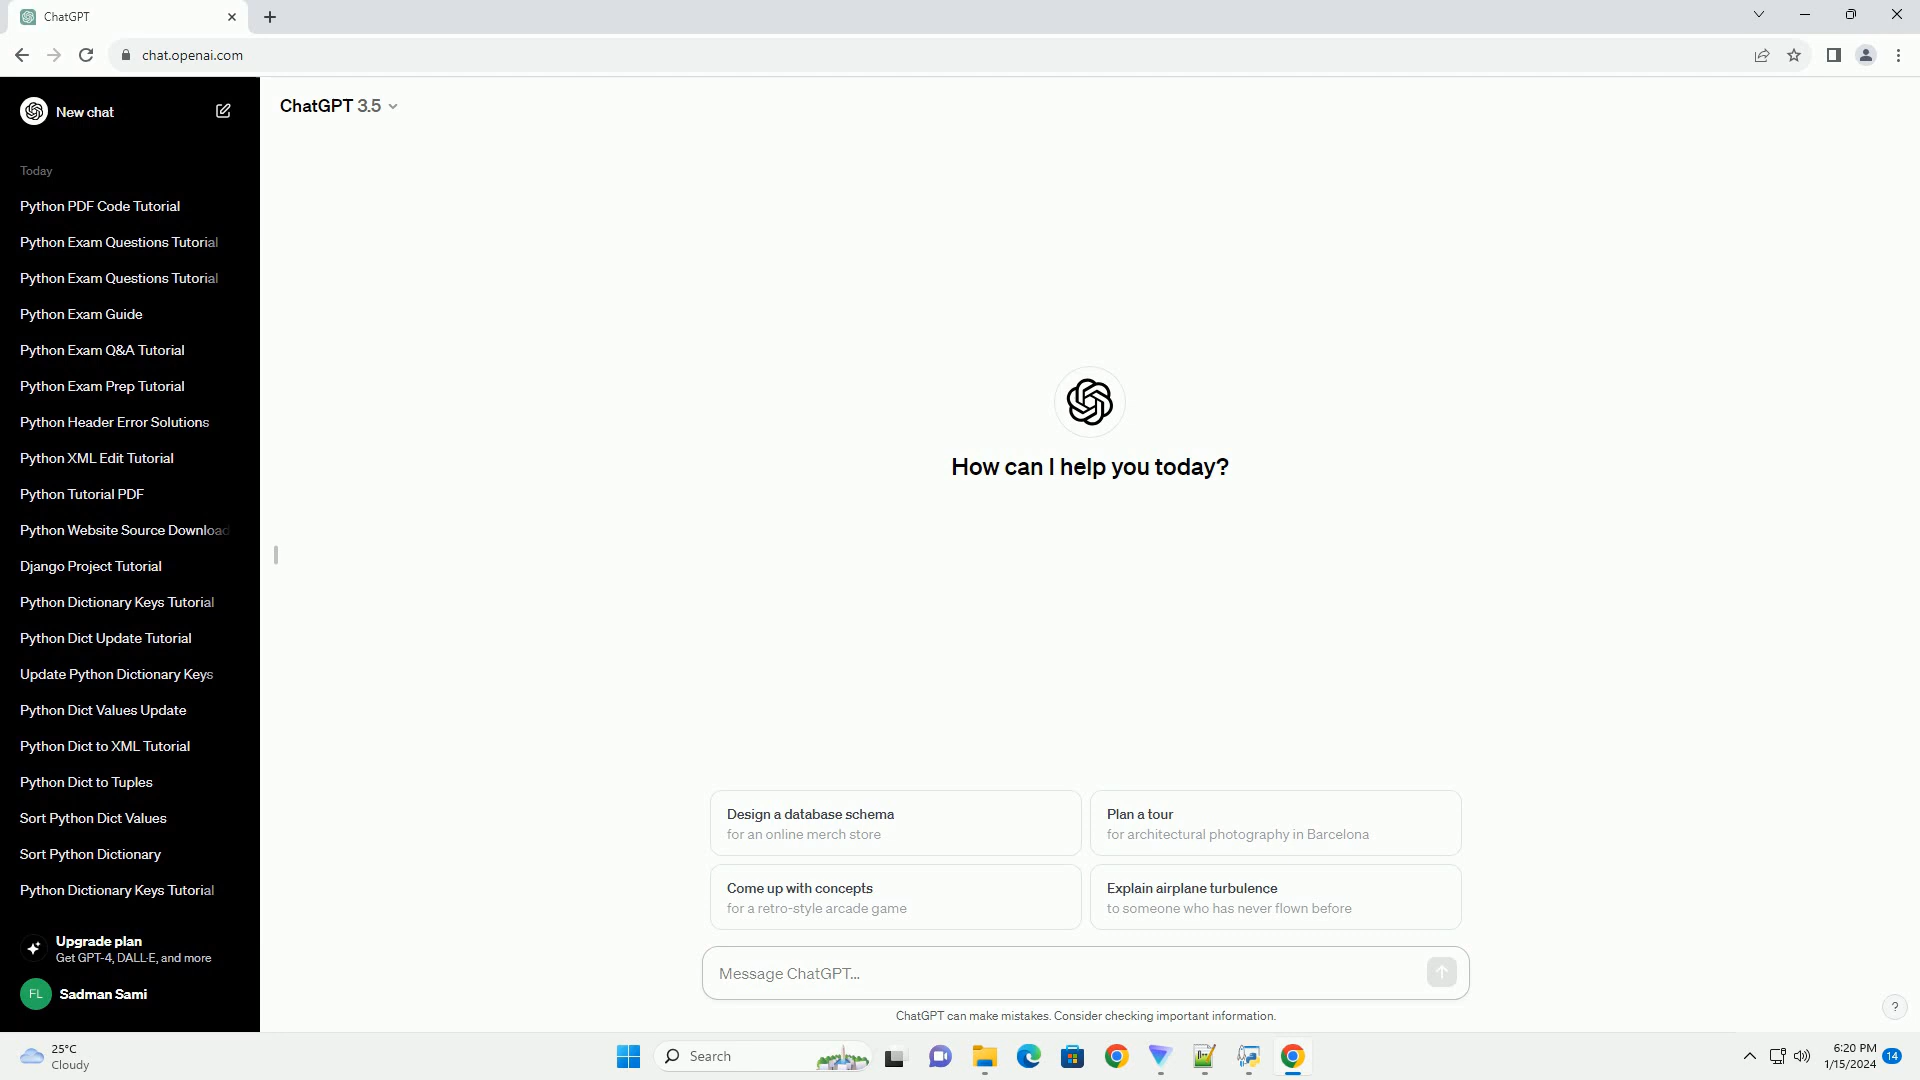 ChatGPT
chat.openai.com
New chat
ChatGPT 3.5
Today
Python PDF Code Tutorial
Python Exam Questions Tutorial
Python Exam Questions Tutorial
Python Exam Guide
Python Exam Q&A Tutorial
Python Exam Prep Tutorial
Python Header Error Solutions
Python XML Edit Tutorial
Python Tutorial PDF
Python Website Source Download
Django Project Tutorial
Python Dictionary Keys Tutorial
Python Dict Update Tutorial
Update Python Dictionary Keys
Python Dict Values Update
Python Dict to XML Tutorial
Python Dict to Tuples
Sort Python Dict Values
Sort Python Dictionary
Python Dictionary Keys Tutorial
Upgrade plan
Get GPT-4, DALL·E, and more
FL
Sadman Sami
How can I help you today?
Design a database schema
for an online merch store
Plan a tour
for architectural photography in Barcelona
Come up with concepts
for a retro-style arcade game
Explain airplane turbulence
to someone who has never flown before
Message ChatGPT...
ChatGPT can make mistakes. Consider checking important information.
?
25°C
Cloudy
Search
6:20 PM
1/15/2024
14